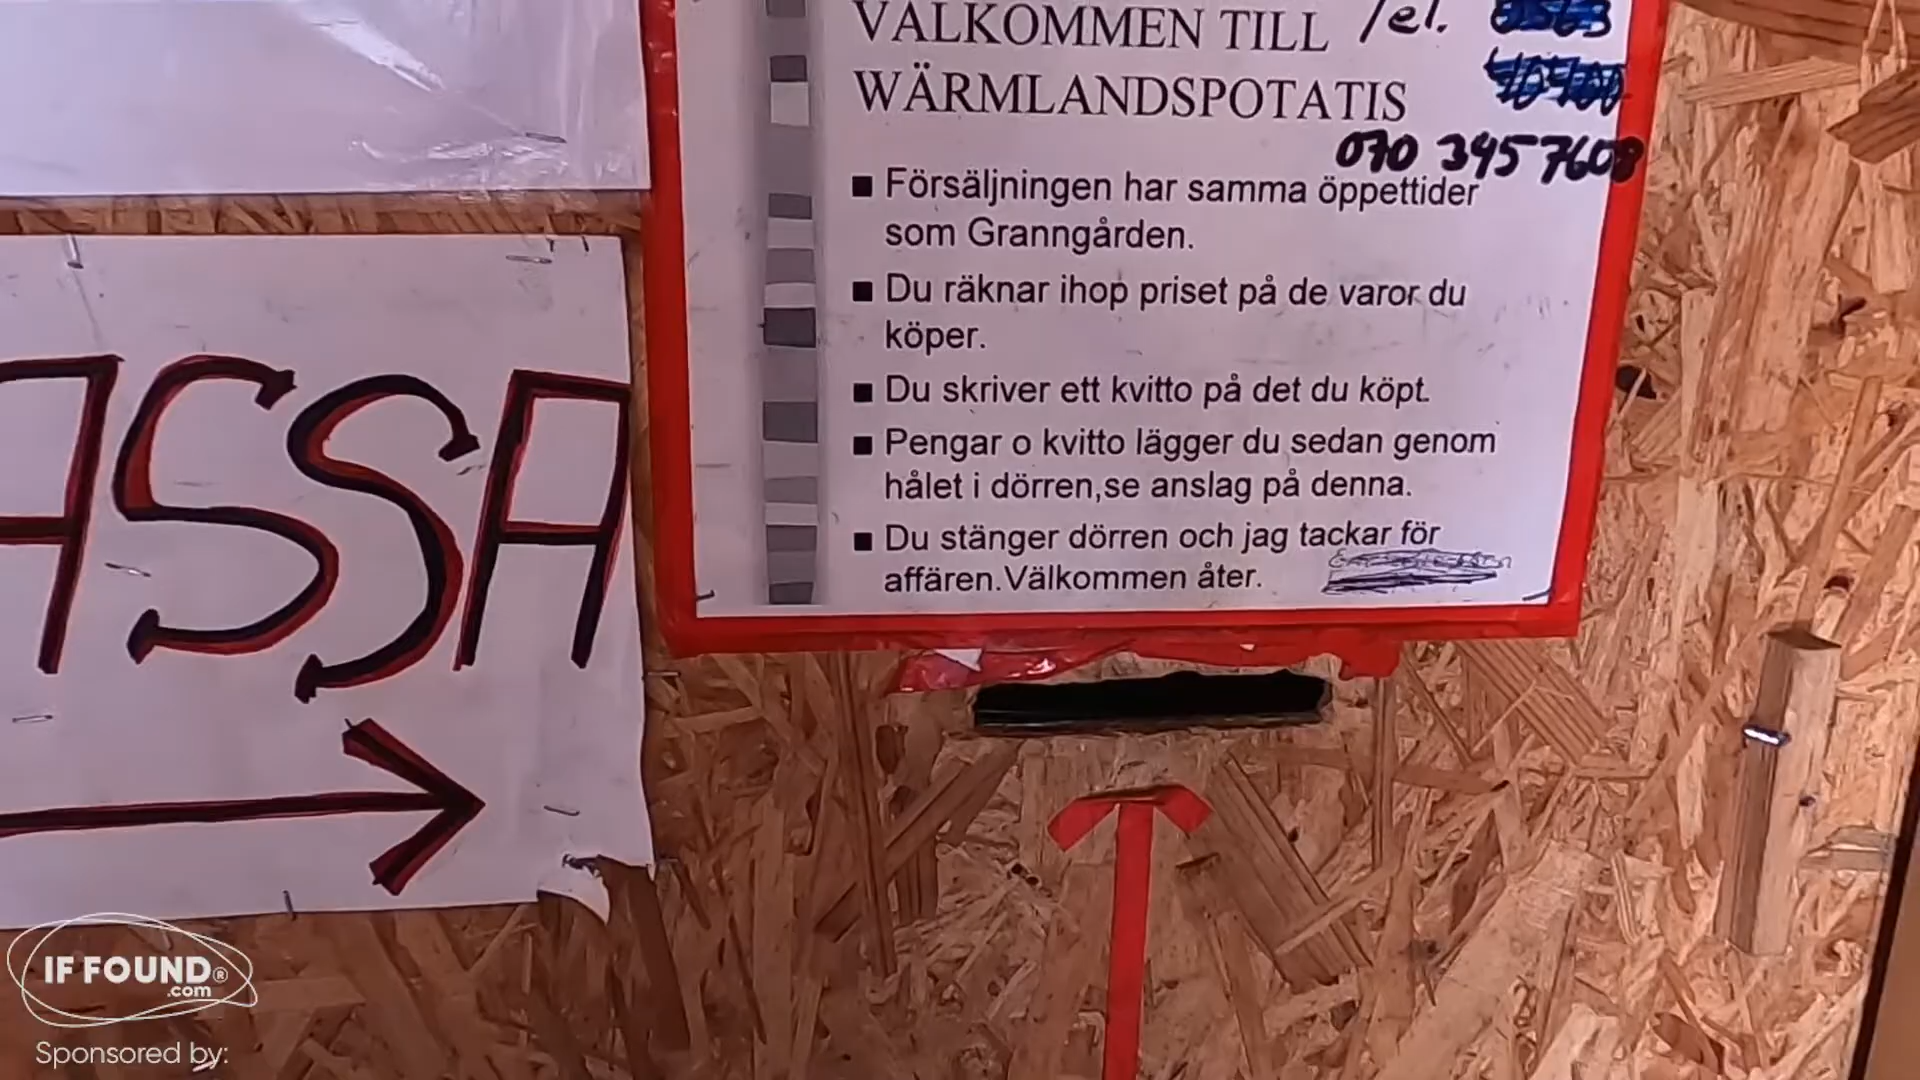 VÄLKOMMEN TILL
WÄRMLANDSPOTATIS
Tel.
070 3457608
■ Försäljningen har samma öppettider
som Granngården.
■ Du räknar ihop priset på de varor du
köper.
■ Du skriver ett kvitto på det du köpt.
■ Pengar o kvitto lägger du sedan genom
hålet i dörren,se anslag på denna.
■ Du stänger dörren och jag tackar för
affären.Välkommen åter.
ASSA
IF FOUND®
.com
Sponsored by: